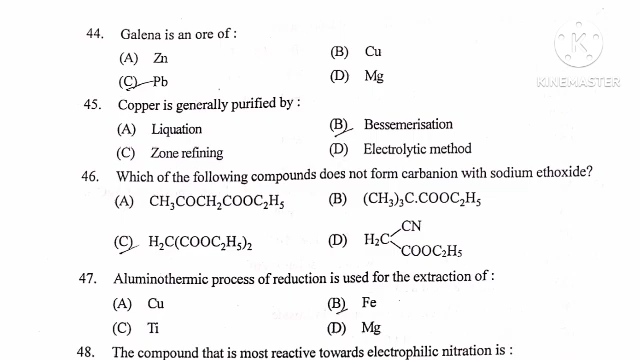 44. Galena is an ore of :
(A) Zn (B) Cu
(C) Pb (D) Mg
KINEMASTER
45. Copper is generally purified by :
(A) Liquation (B) Bessemerisation
(C) Zone refining (D) Electrolytic method
46. Which of the following compounds does not form carbanion with sodium ethoxide?
(A) CH₃COCH₂COOC₂H₅ (B) (CH₃)₃C.COOC₂H₅
(C) H₂C(COOC₂H₅)₂ (D) H₂C CN COOC₂H₅
47. Aluminothermic process of reduction is used for the extraction of :
(A) Cu (B) Fe
(C) Ti (D) Mg
48. The compound that is most reactive towards electrophilic nitration is :